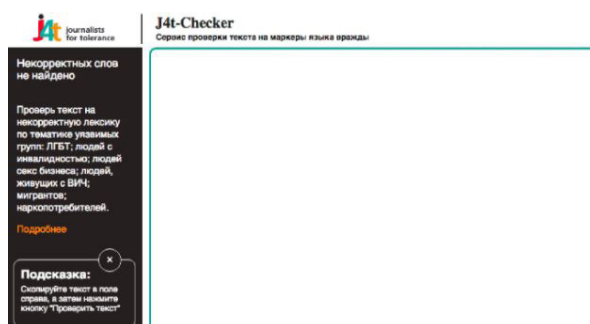 j4t journalists
for tolerance
J4t-Checker
Сервис проверки текста на маркеры языка вражды
Некорректных слов
не найдено
Проверь текст на
некорректную лексику
по тематике уязвимых
групп: ЛГБТ; людей с
инвалидностью; людей
секс бизнеса; людей,
живущих с ВИЧ;
мигрантов;
наркопотребителей.
Подробнее
×
Подсказка:
Скопируйте текст в поле
справа, а затем нажмите
кнопку "Проверить текст"